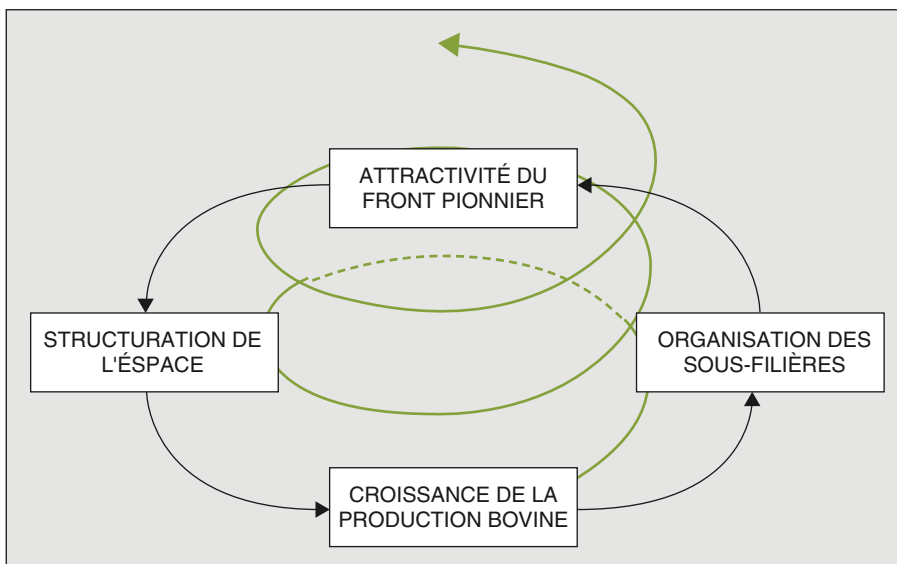 ATTRACTIVITÉ DU
FRONT PIONNIER
STRUCTURATION DE
L'ÉSPACE
ORGANISATION DES
SOUS-FILIÈRES
CROISSANCE DE LA
PRODUCTION BOVINE